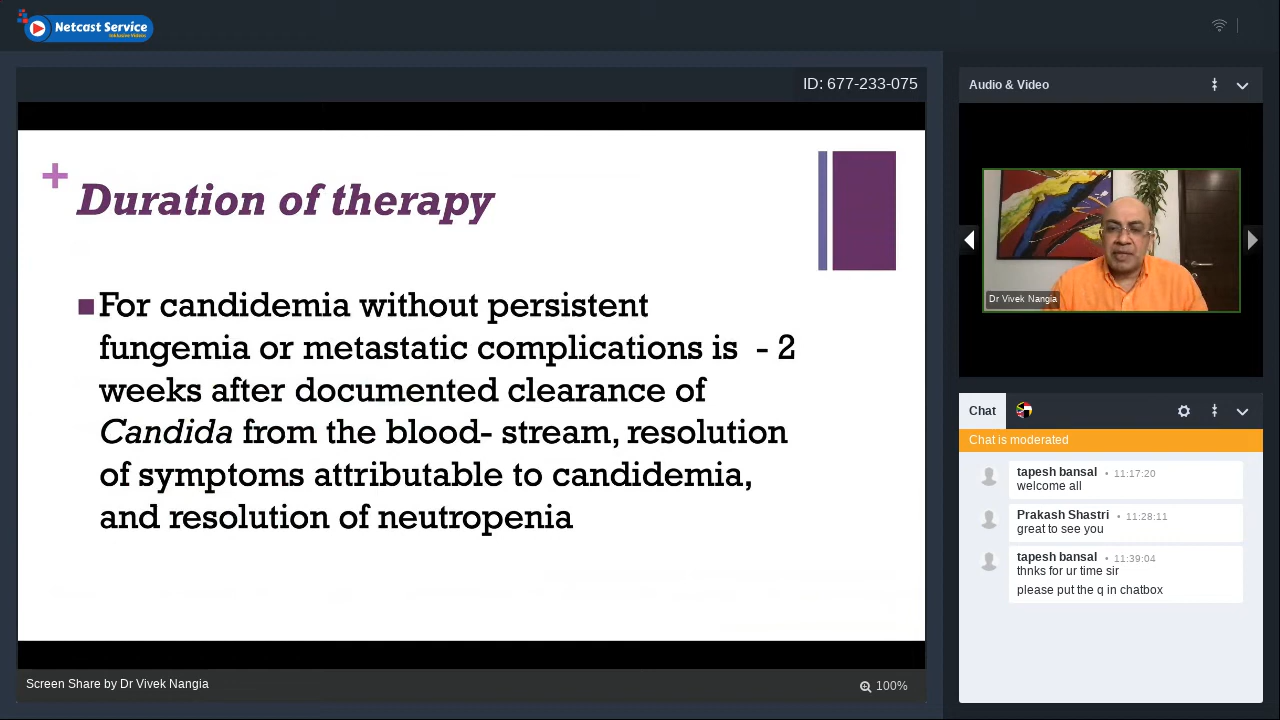 Netcast Service
ID: 677-233-075
Audio & Video
+
Duration of therapy
For candidemia without persistent
fungemia or metastatic complications is - 2
weeks after documented clearance of
Candida from the blood- stream, resolution
of symptoms attributable to candidemia,
and resolution of neutropenia
Dr Vivek Nangia
Chat
Chat is moderated
tapesh bansal • 11:17:20
welcome all
Prakash Shastri • 11:28:11
great to see you
tapesh bansal • 11:39:04
thnks for ur time sir
please put the q in chatbox
Screen Share by Dr Vivek Nangia
100%